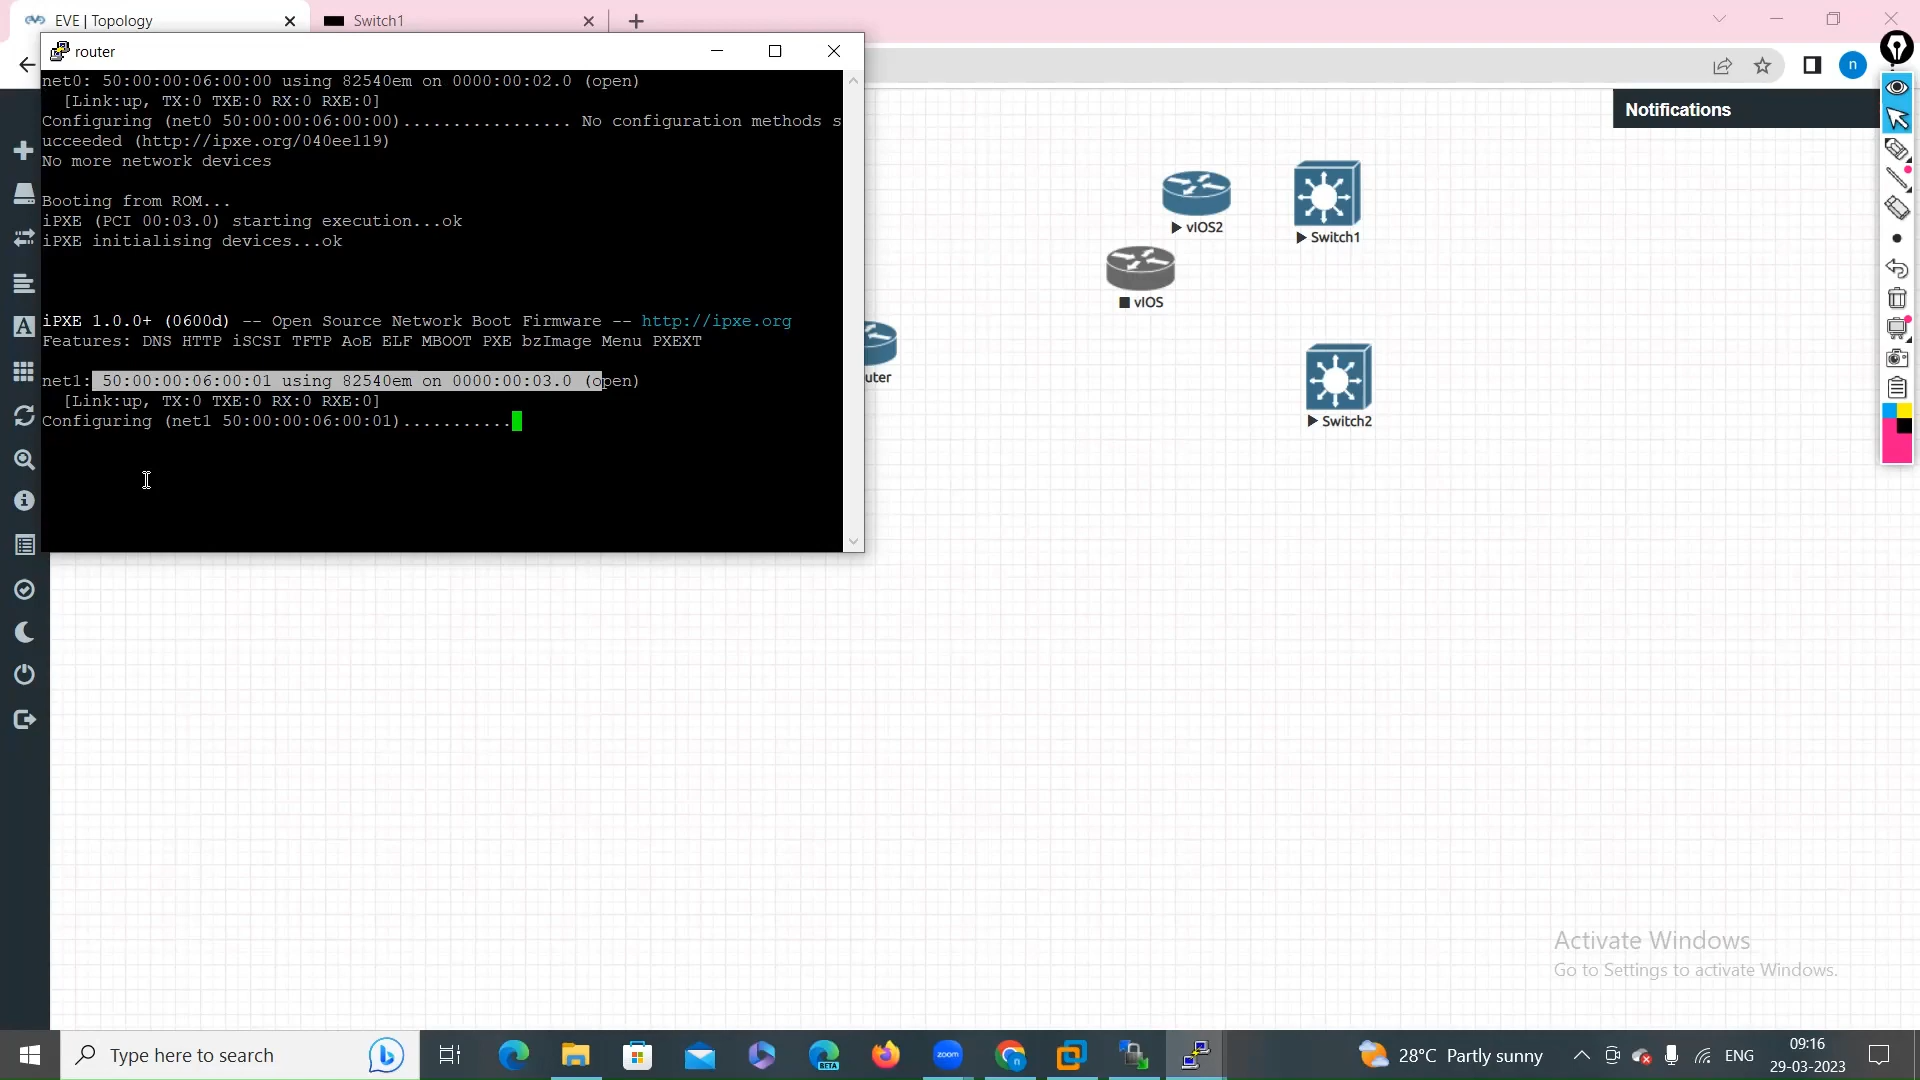 EVE | Topology
Switch1
router
net0: 50:00:00:06:00:00 using 82540em on 0000:00:02.0 (open)
[Link:up, TX:0 TXE:0 RX:0 RXE:0]
Configuring (net0 50:00:00:06:00:00)................. No configuration methods s
ucceeded (http://ipxe.org/040ee119)
No more network devices
Booting from ROM...
iPXE (PCI 00:03.0) starting execution...ok
iPXE initialising devices...ok
iPXE 1.0.0+ (0600d) -- Open Source Network Boot Firmware -- http://ipxe.org
Features: DNS HTTP iSCSI TFTP AoE ELF MBOOT PXE bzImage Menu PXEXT
net1: 50:00:00:06:00:01 using 82540em on 0000:00:03.0 (open)
[Link:up, TX:0 TXE:0 RX:0 RXE:0]
Configuring (net1 50:00:00:06:00:01)...........
n
Notifications
vIOS2
Switch1
vIOS
uter
Switch2
A
Activate Windows
Go to Settings to activate Windows.
Type here to search
BETA
zoom
n
28°C Partly sunny
ENG
09:16
29-03-2023